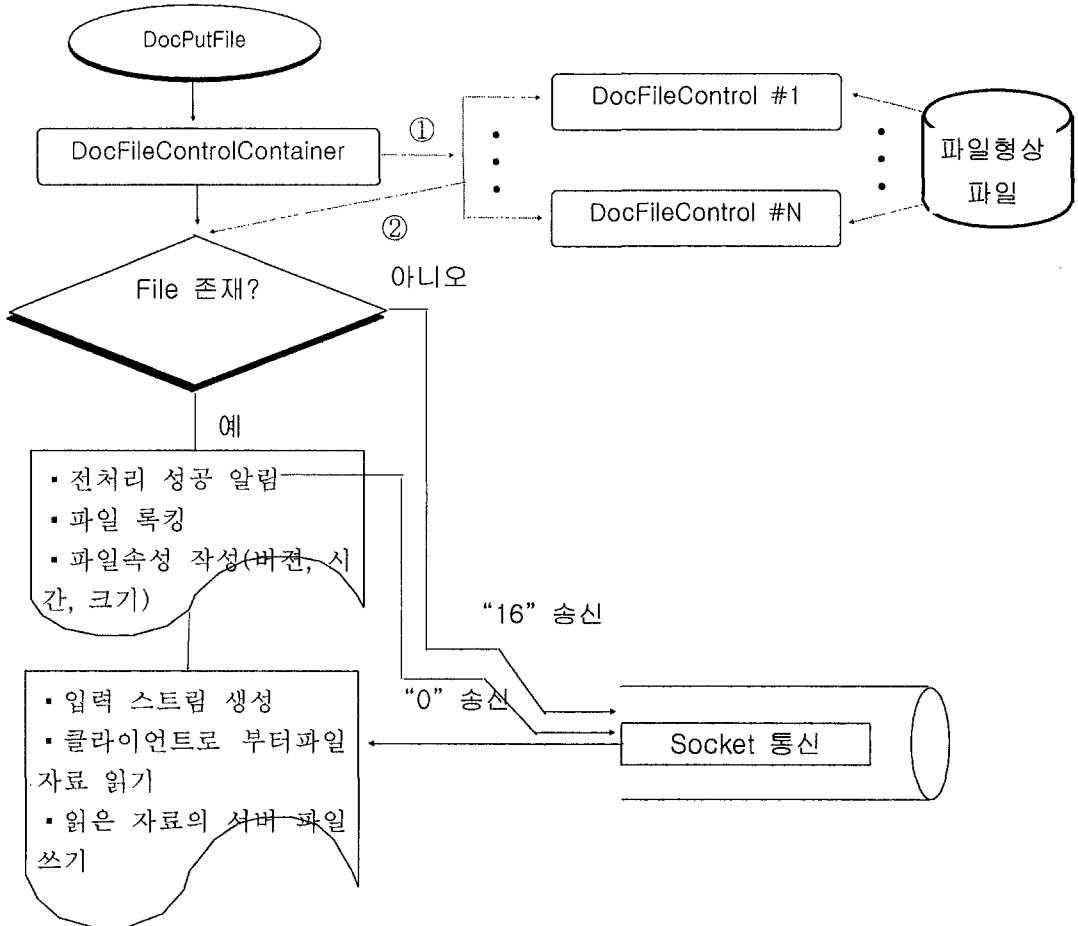 DocPutFile
DocFileControlContainer
①
DocFileControl #1
DocFileControl #N
파일형상
파일
②
File 존재?
아니오
예
▪ 전처리 성공 알림
▪ 파일 록킹
▪ 파일속성 작성(버젼, 시
간, 크기)
“16” 송신
“0” 송신
▪ 입력 스트림 생성
▪ 클라이언트로 부터파일
자료 읽기
▪ 읽은 자료의 서버 파일
쓰기
Socket 통신